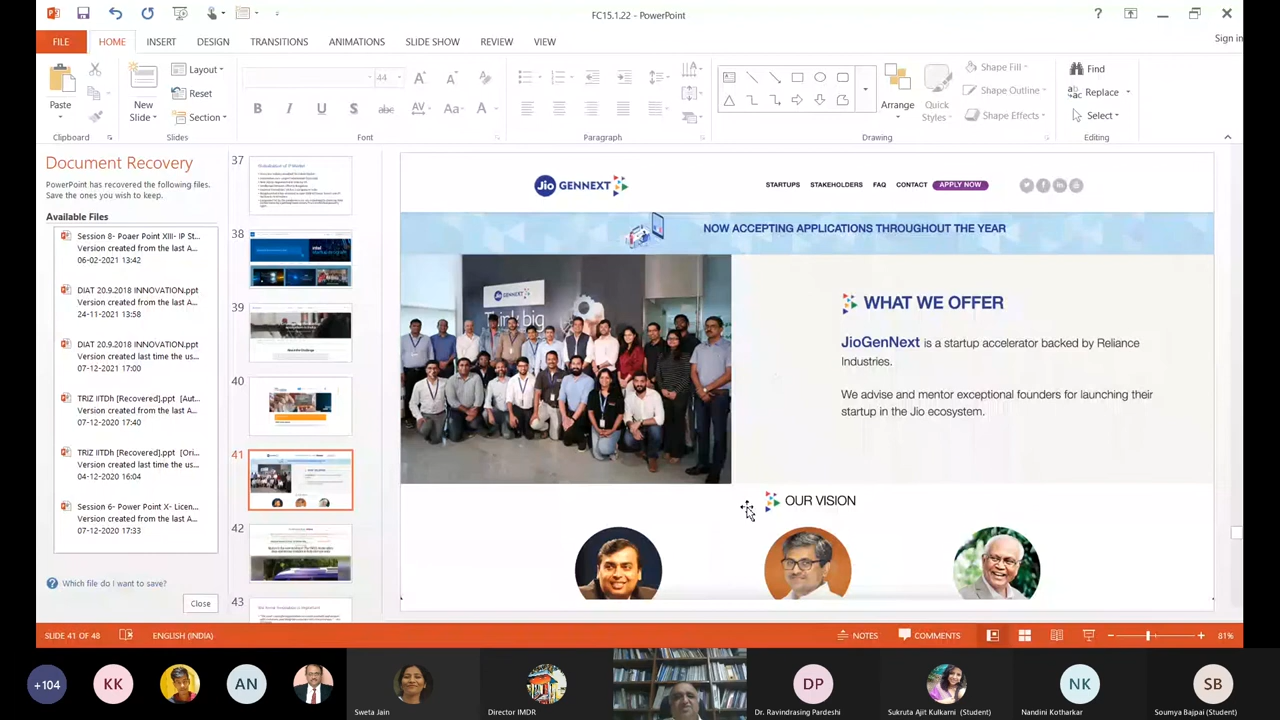 FC15.1.22 - PowerPoint
Sign in
FILE
HOME
INSERT
DESIGN
TRANSITIONS
ANIMATIONS
SLIDE SHOW
REVIEW
VIEW
Paste
New
Slide
Layout
Reset
Section
44
B I U S abc AV Aa A
Shape Fill
Shape Outline
Shape Effects
Arrange
Quick
Styles
Find
Replace
Select
Clipboard
Slides
Font
Paragraph
Drawing
Editing
Document Recovery
PowerPoint has recovered the following files.
Save the ones you wish to keep.
Available Files
Session 8- Poaer Point XIII- IP St...
Version created from the last A...
06-02-2021 13:42
DIAT 20.9.2018 INNOVATION.ppt
Version created from the last A...
24-11-2021 13:58
DIAT 20.9.2018 INNOVATION.ppt
Version created last time the us...
07-12-2021 17:00
TRIZ IITDh [Recovered].ppt [Aut...
Version created from the last A...
07-12-2020 17:40
TRIZ IITDh [Recovered].ppt [Ori...
Version created last time the us...
04-12-2020 16:04
Session 6- Power Point X- Licen...
Version created from the last A...
07-12-2020 17:33
Which file do I want to save?
Close
37
38
39
40
41
42
43
Jio GENNEXT
STARTUPS
STAKEHOLDERS
FAQ
CONTACT
APPLY NOW
NOW ACCEPTING APPLICATIONS THROUGHOUT THE YEAR
Jio GENNEXT
Think big
WHAT WE OFFER
JioGenNext is a startup accelerator backed by Reliance
Industries.
We advise and mentor exceptional founders for launching their
startup in the Jio ecosystem.
OUR VISION
SLIDE 41 OF 48
ENGLISH (INDIA)
NOTES
COMMENTS
81%
+104
KK
AN
Sweta Jain
Director IMDR
DP
Dr. Ravindrasing Pardeshi
Sukruta Ajit Kulkarni (Student)
NK
Nandini Kotharkar
SB
Soumya Bajpai (Student)